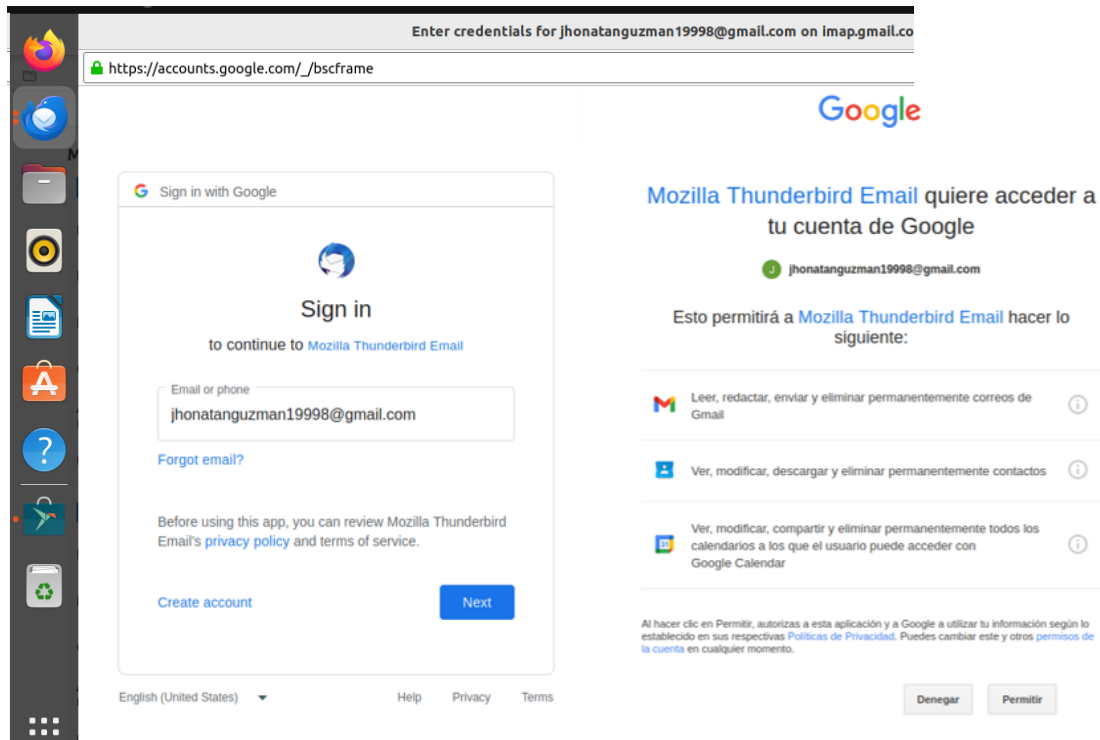 Enter credentials for jhonatanguzman19998@gmail.com on imap.gmail.co
https://accounts.google.com/_/bscframe
Sign in with Google
Sign in
to continue to Mozilla Thunderbird Email
Email or phone
jhonatanguzman19998@gmail.com
Forgot email?
Before using this app, you can review Mozilla Thunderbird
Email's privacy policy and terms of service.
Create account
Next
English (United States)
Help
Privacy
Terms
Google
Mozilla Thunderbird Email quiere acceder a
tu cuenta de Google
J jhonatanguzman19998@gmail.com
Esto permitirá a Mozilla Thunderbird Email hacer lo
siguiente:
Leer, redactar, enviar y eliminar permanentemente correos de
Gmail
Ver, modificar, descargar y eliminar permanentemente contactos
31
Ver, modificar, compartir y eliminar permanentemente todos los
calendarios a los que el usuario puede acceder con
Google Calendar
Al hacer clic en Permitir, autorizas a esta aplicación y a Google a utilizar tu información según lo
establecido en sus respectivas Políticas de Privacidad. Puedes cambiar este y otros permisos de
la cuenta en cualquier momento.
Denegar
Permitir